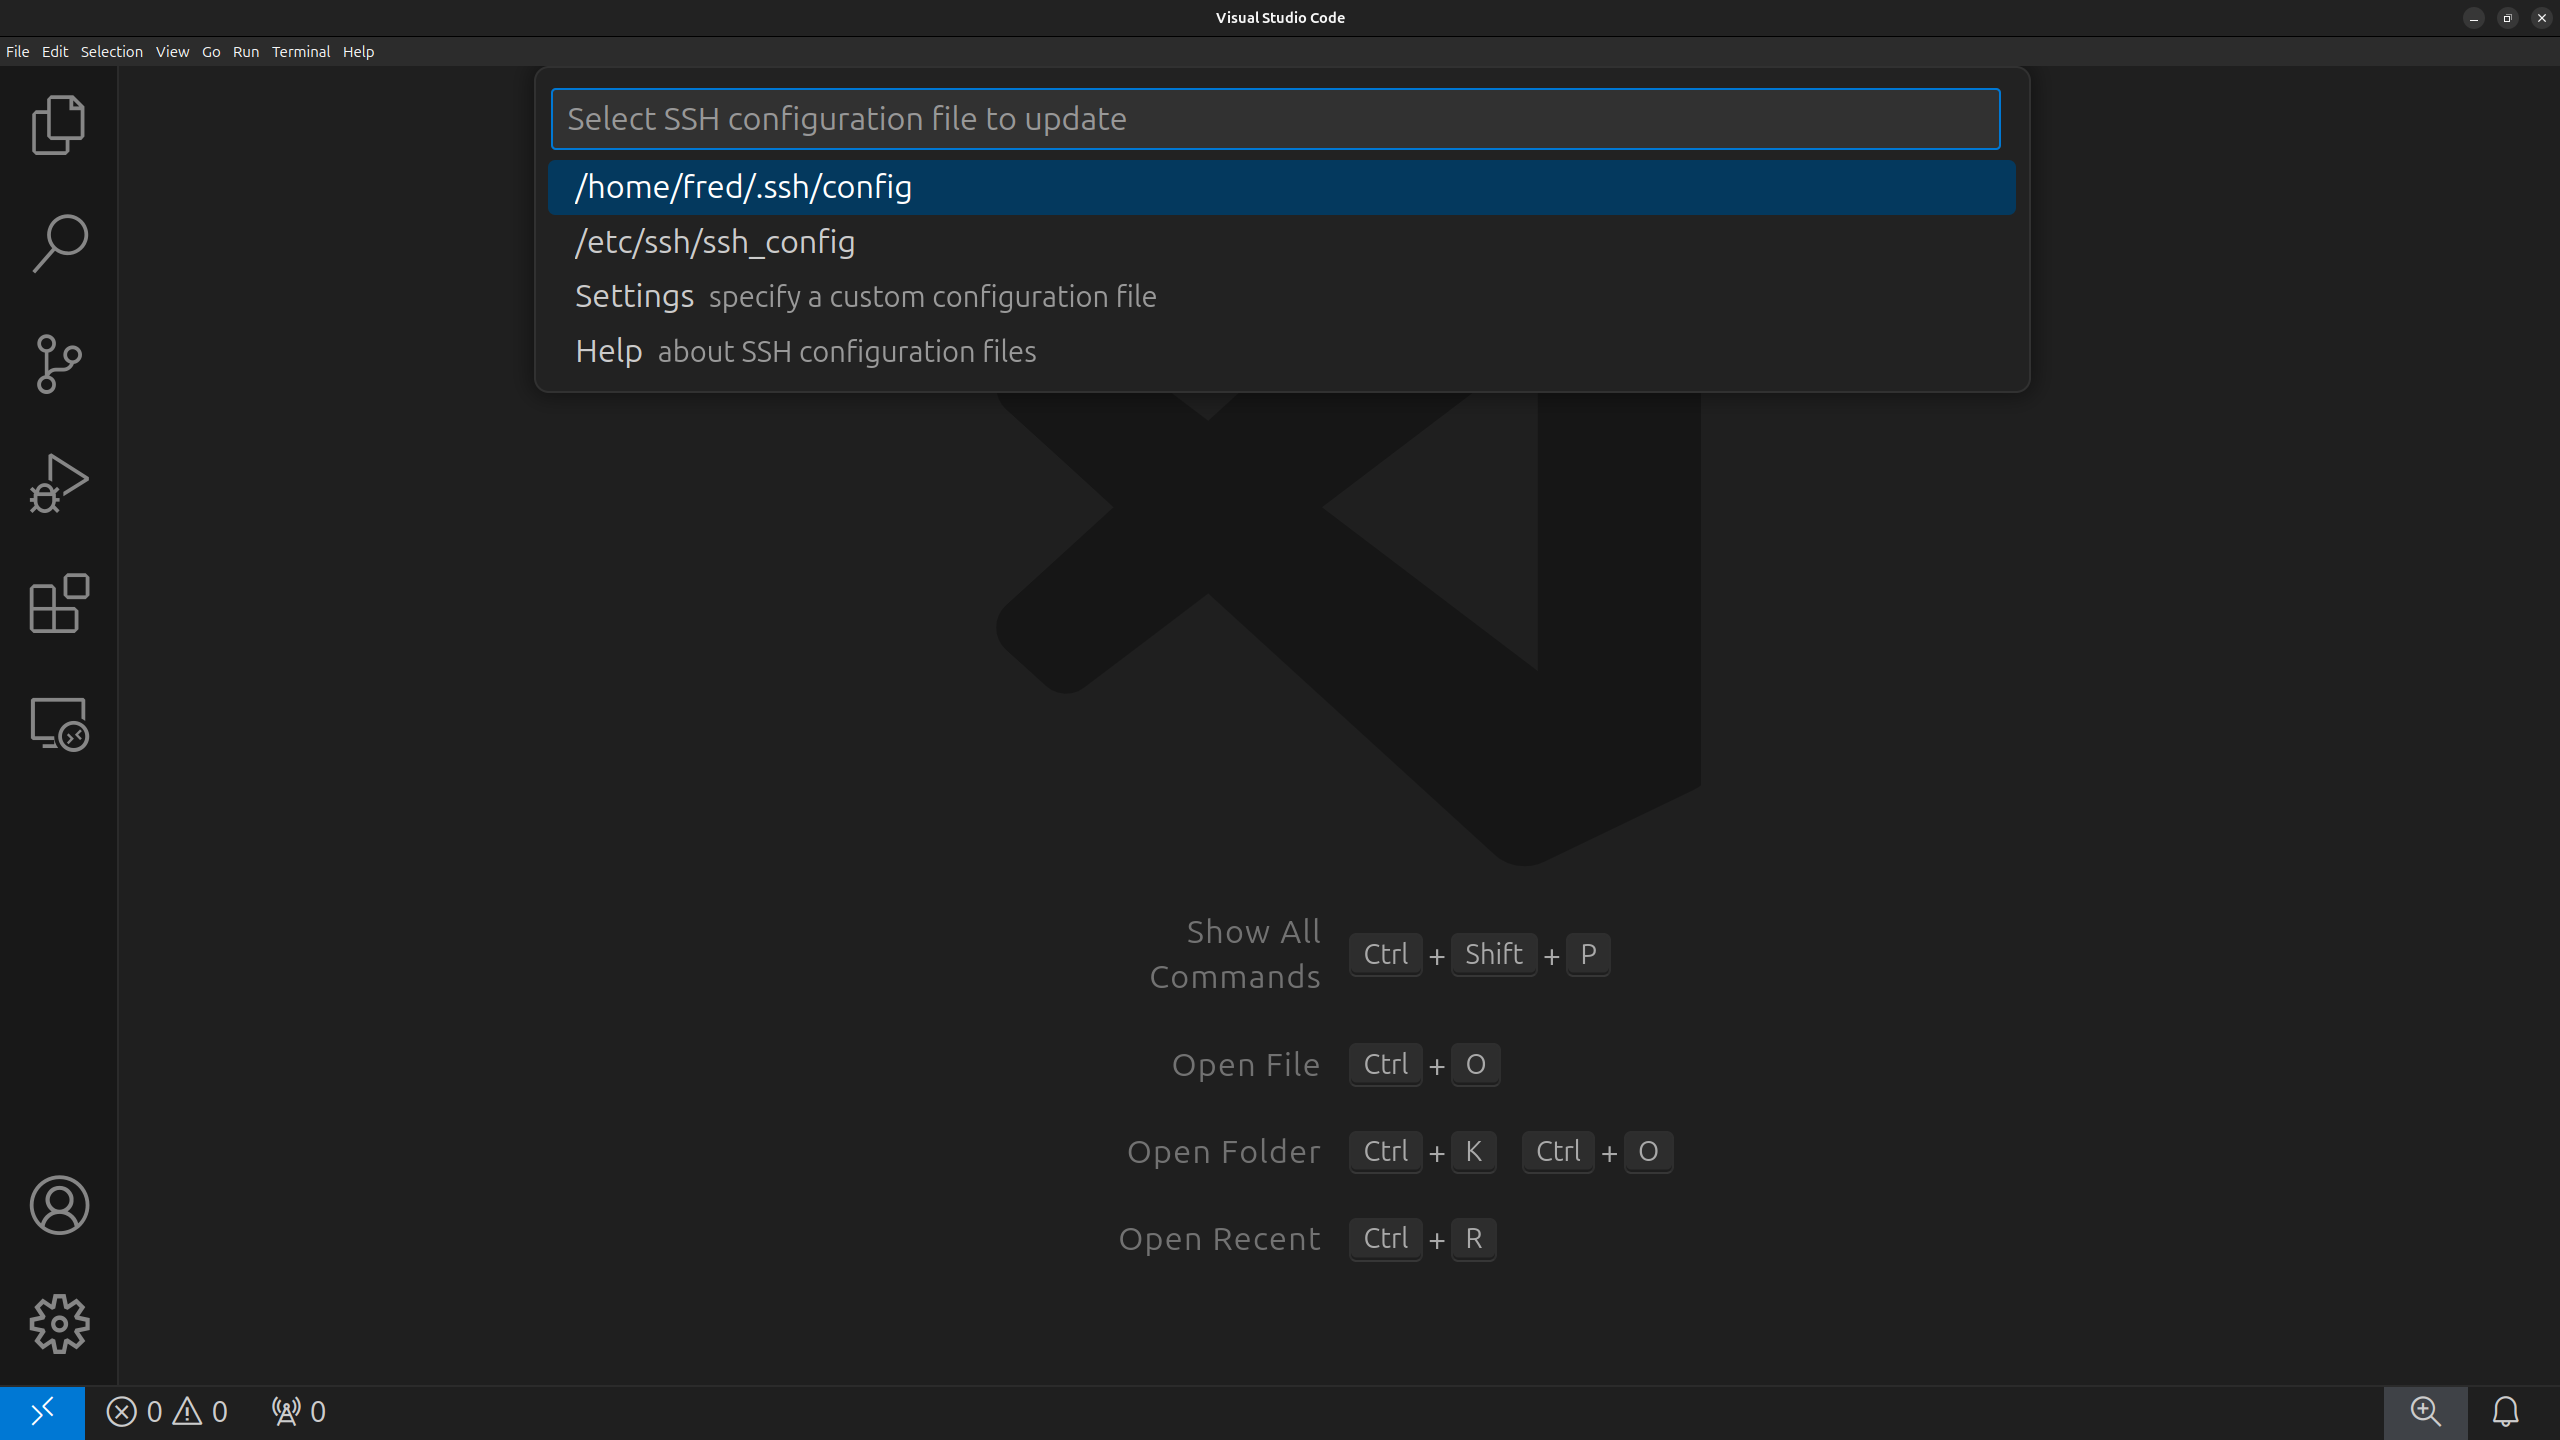 Visual Studio Code
File Edit Selection View Go Run Terminal Help
Select SSH configuration file to update
/home/fred/.ssh/config
/etc/ssh/ssh_config
Settings specify a custom configuration file
Help about SSH configuration files
Show All
Commands
Ctrl + Shift + P
Open File Ctrl + O
Open Folder Ctrl + K Ctrl + O
Open Recent Ctrl + R
0 0 0